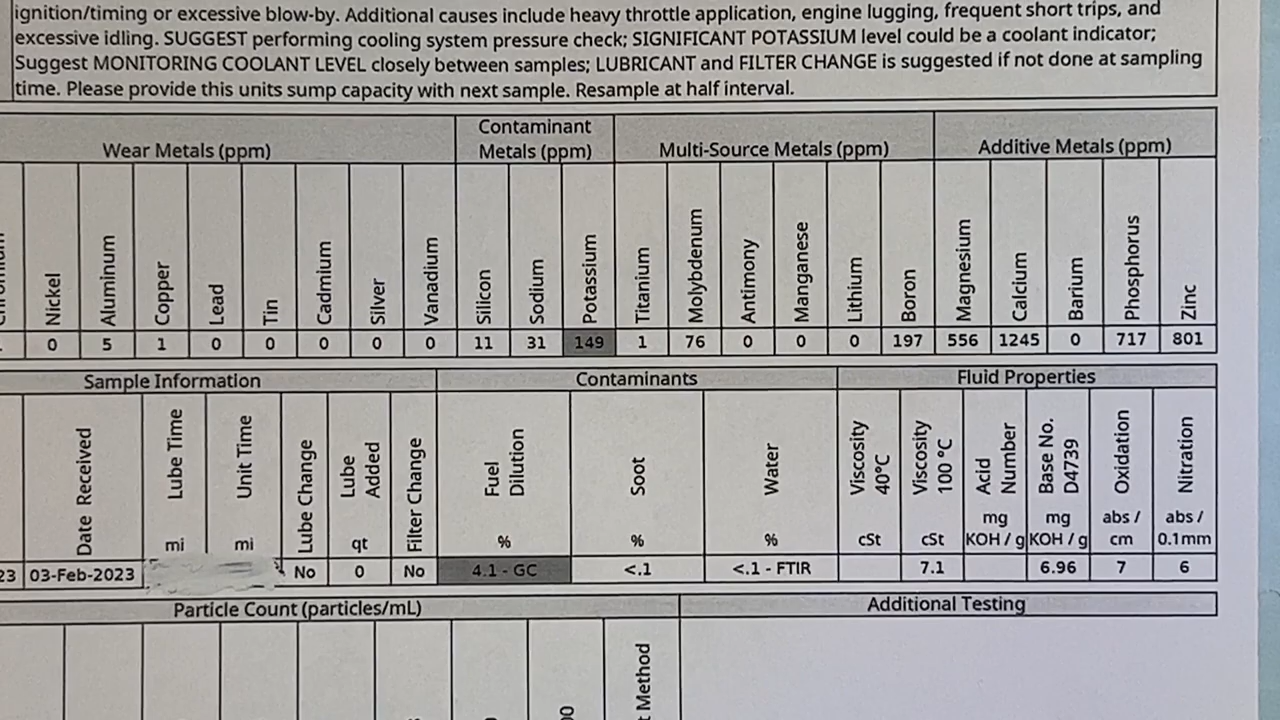 ignition/timing or excessive blow-by. Additional causes include heavy throttle application, engine lugging, frequent short trips, and
excessive idling. SUGGEST performing cooling system pressure check; SIGNIFICANT POTASSIUM level could be a coolant indicator;
Suggest MONITORING COOLANT LEVEL closely between samples; LUBRICANT and FILTER CHANGE is suggested if not done at sampling
time. Please provide this units sump capacity with next sample. Resample at half interval.
Wear Metals (ppm) Contaminant Metals (ppm) Multi-Source Metals (ppm) Additive Metals (ppm)
Nickel Aluminum Copper Lead Tin Cadmium Silver Vanadium Silicon Sodium Potassium Titanium Molybdenum Antimony Manganese Lithium Boron Magnesium Calcium Barium Phosphorus Zinc
0 5 1 0 0 0 0 0 11 31 149 1 76 0 0 0 197 556 1245 0 717 801
Sample Information Contaminants Fluid Properties
Date Received Lube Time Unit Time Lube Change Lube Added Filter Change Fuel Dilution Soot Water Viscosity 40°C Viscosity 100 °C Acid Number Base No. D4739 Oxidation Nitration
mi mi qt % % % cSt cSt mg KOH / g mg KOH / g abs / cm abs / 0.1mm
23 03-Feb-2023 No 0 No 4.1 - GC <.1 <.1 - FTIR 7.1 6.96 7 6
Particle Count (particles/mL) Additional Testing
Method